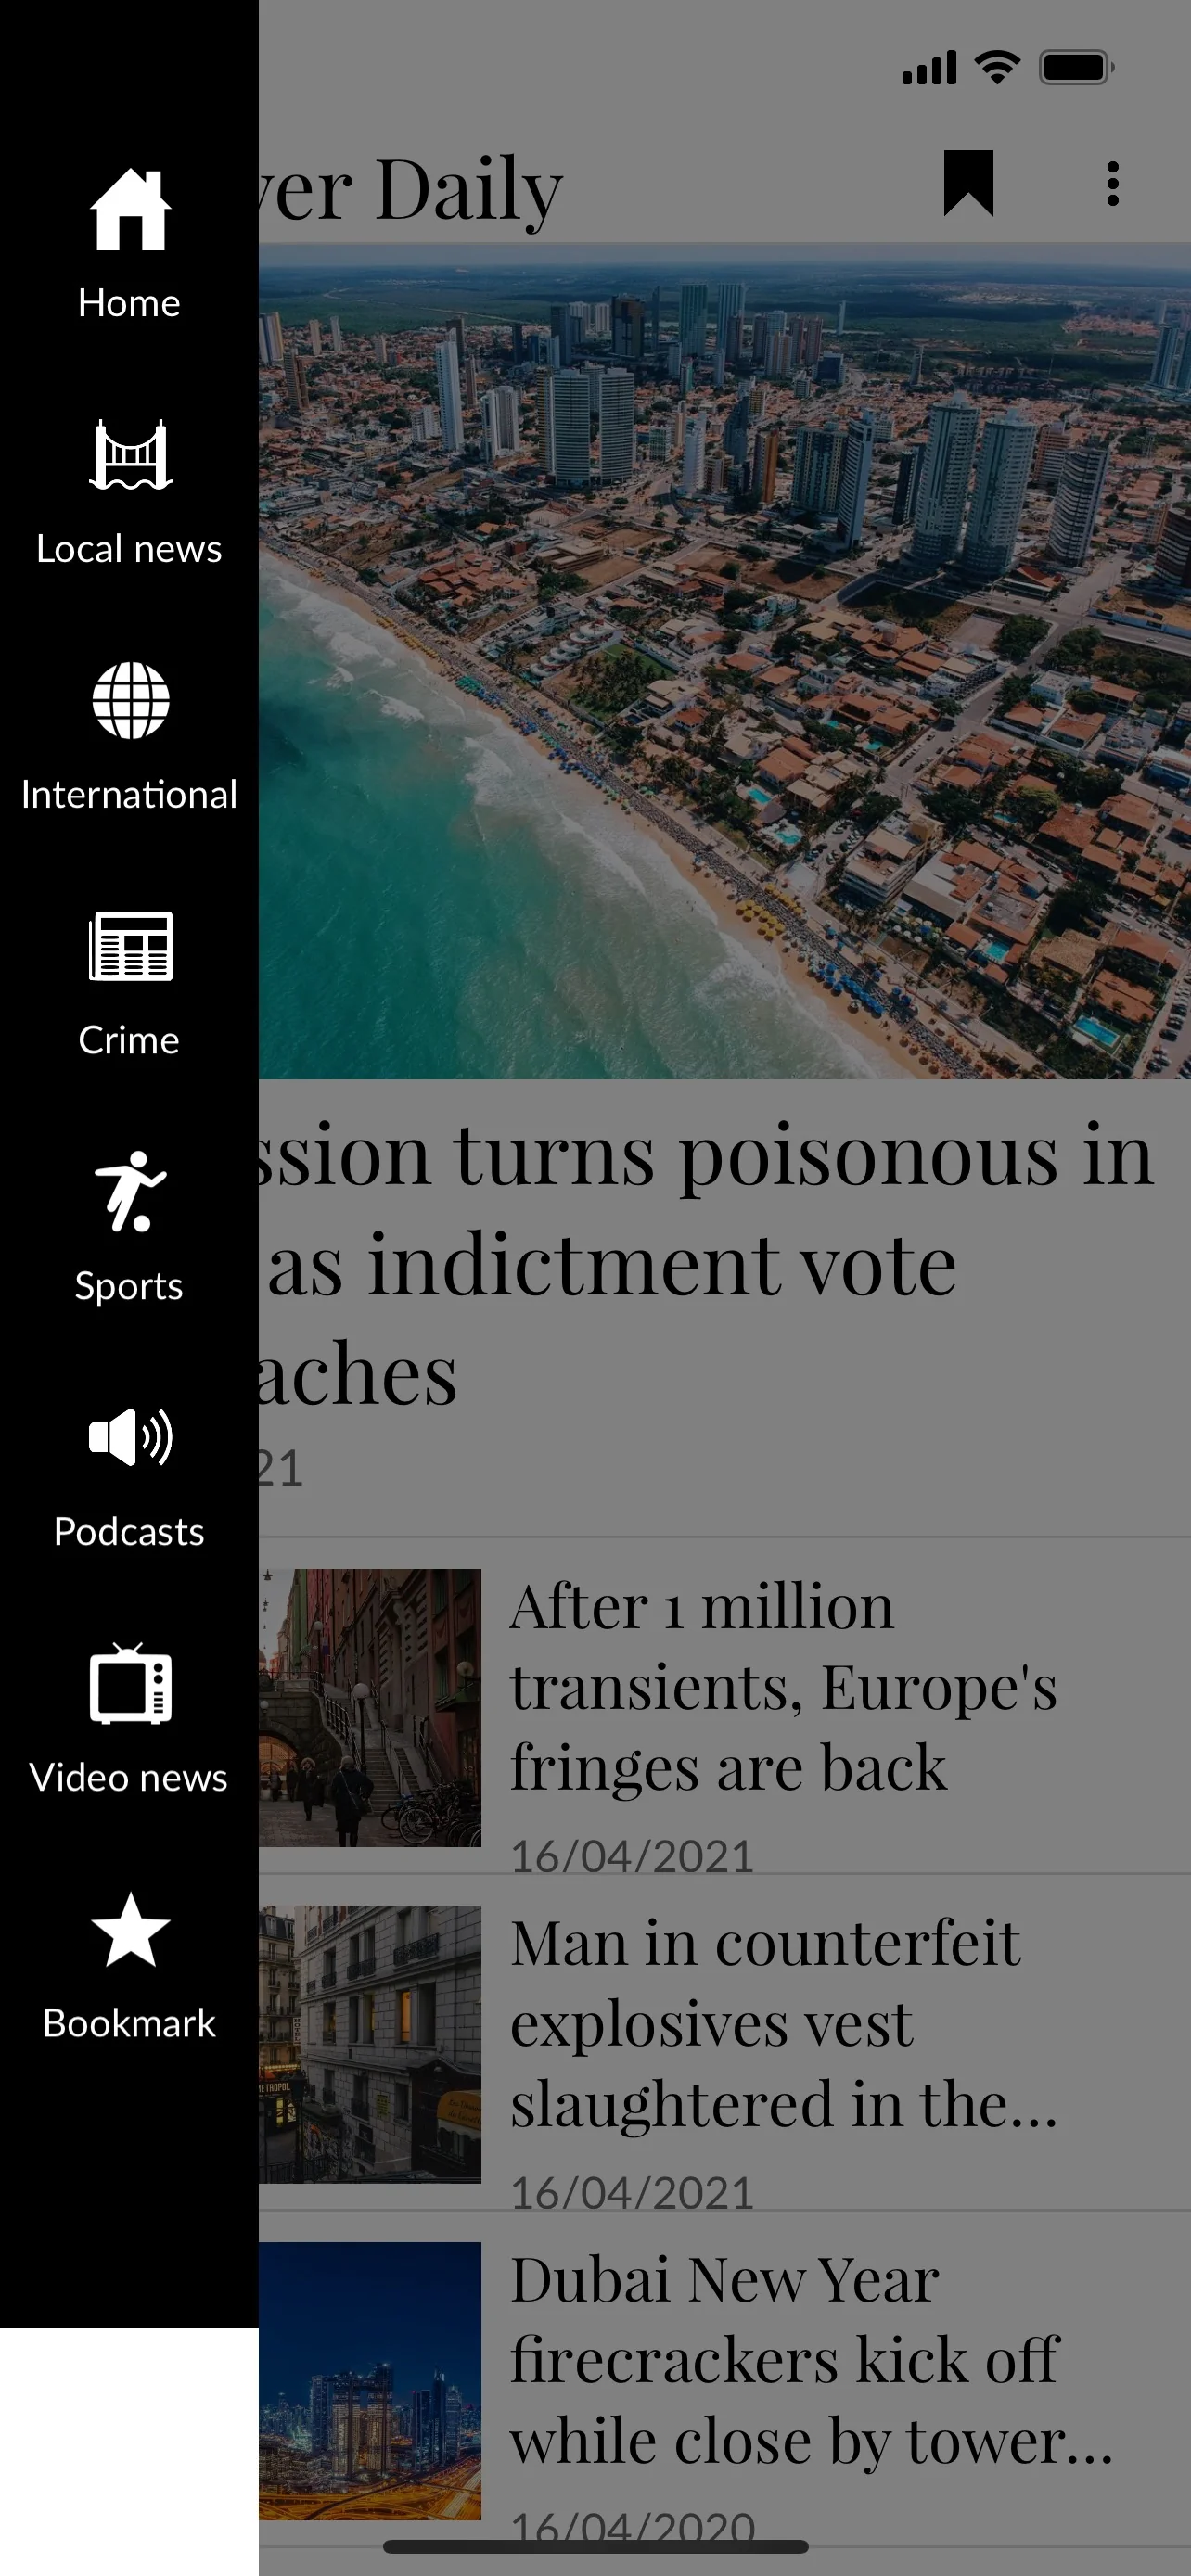 ver Daily
Home
Local news
International
Crime
Sports
Podcasts
Video news
Bookmark
ssion turns poisonous in
as indictment vote
aches
21
After 1 million
transients, Europe's
fringes are back
16/04/2021
Man in counterfeit
explosives vest
slaughtered in the...
16/04/2021
Dubai New Year
firecrackers kick off
while close by tower...
16/04/2020